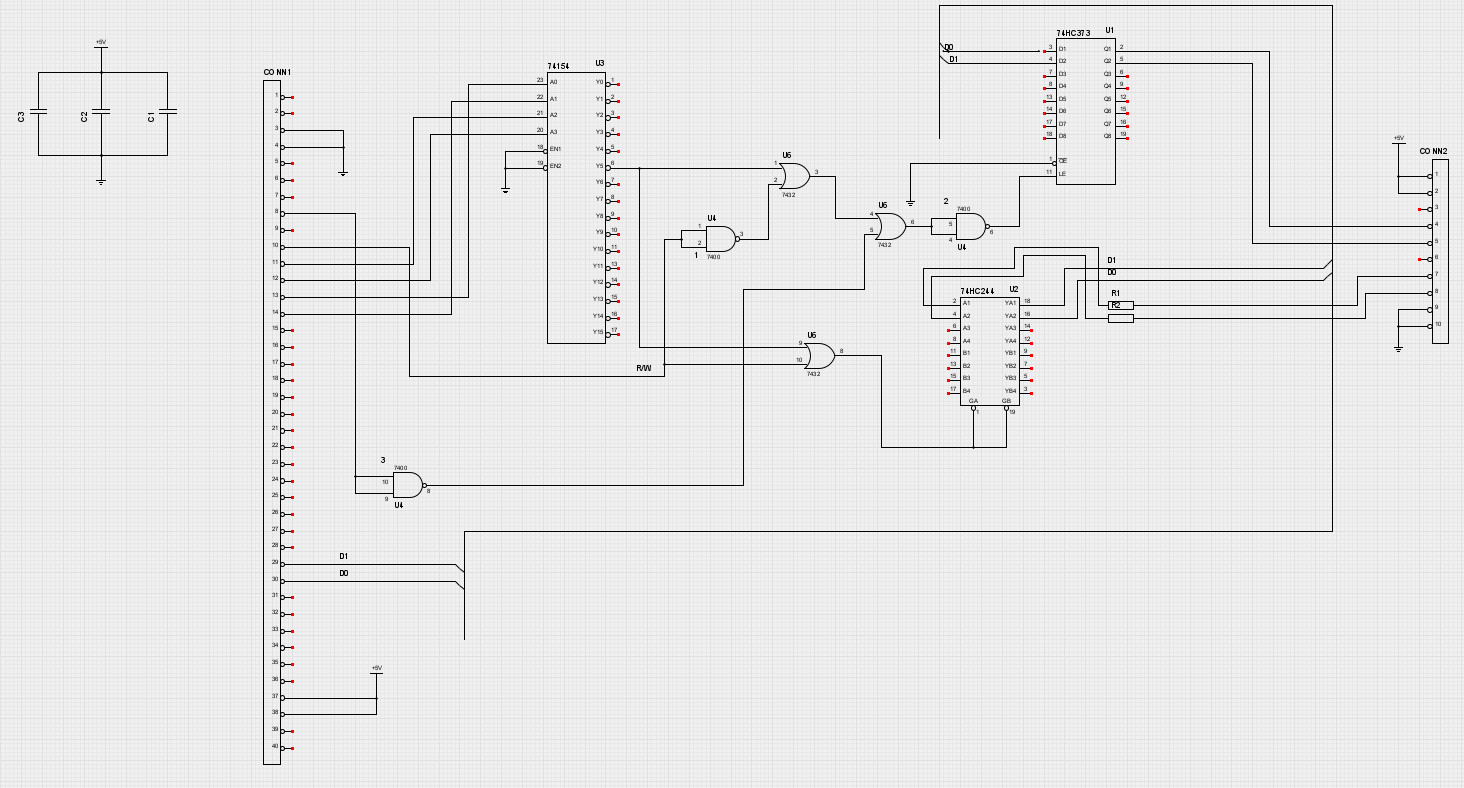 +5V
C3
C2
C1
CONN1
1
2
3
4
5
6
7
8
9
10
11
12
13
14
15
16
17
18
19
20
21
22
23
24
25
26
27
28
29
30
31
32
33
34
35
36
37
38
39
40
D1
D0
+5V
3
7400
10
9
8
U4
74154
U3
23 A0 Y0 1
22 A1 Y1 2
21 A2 Y2 3
20 A3 Y3 4
18 EN1 Y4 5
19 EN2 Y5 6
Y6 7
Y7 8
Y8 9
Y9 10
Y10 11
Y11 13
Y12 14
Y13 15
Y14 16
Y15 17
R/W
U4
1
2
3
7400
1
U6
1
2
3
7432
U6
4
5
6
7432
U6
9
10
8
7432
2
7400
5
4
6
U4
74HC373
U1
D0
D1
3 D1 Q1 2
4 D2 Q2 5
7 D3 Q3 6
8 D4 Q4 9
13 D5 Q5 12
14 D6 Q6 15
17 D7 Q7 16
18 D8 Q8 19
1 OE
11 LE
74HC244
U2
2 A1 YA1 18
4 A2 YA2 16
6 A3 YA3 14
8 A4 YA4 12
11 B1 YB1 9
13 B2 YB2 7
15 B3 YB3 5
17 B4 YB4 3
GA GB
1 19
D1
D0
R1
R2
+5V
CONN2
1
2
3
4
5
6
7
8
9
10